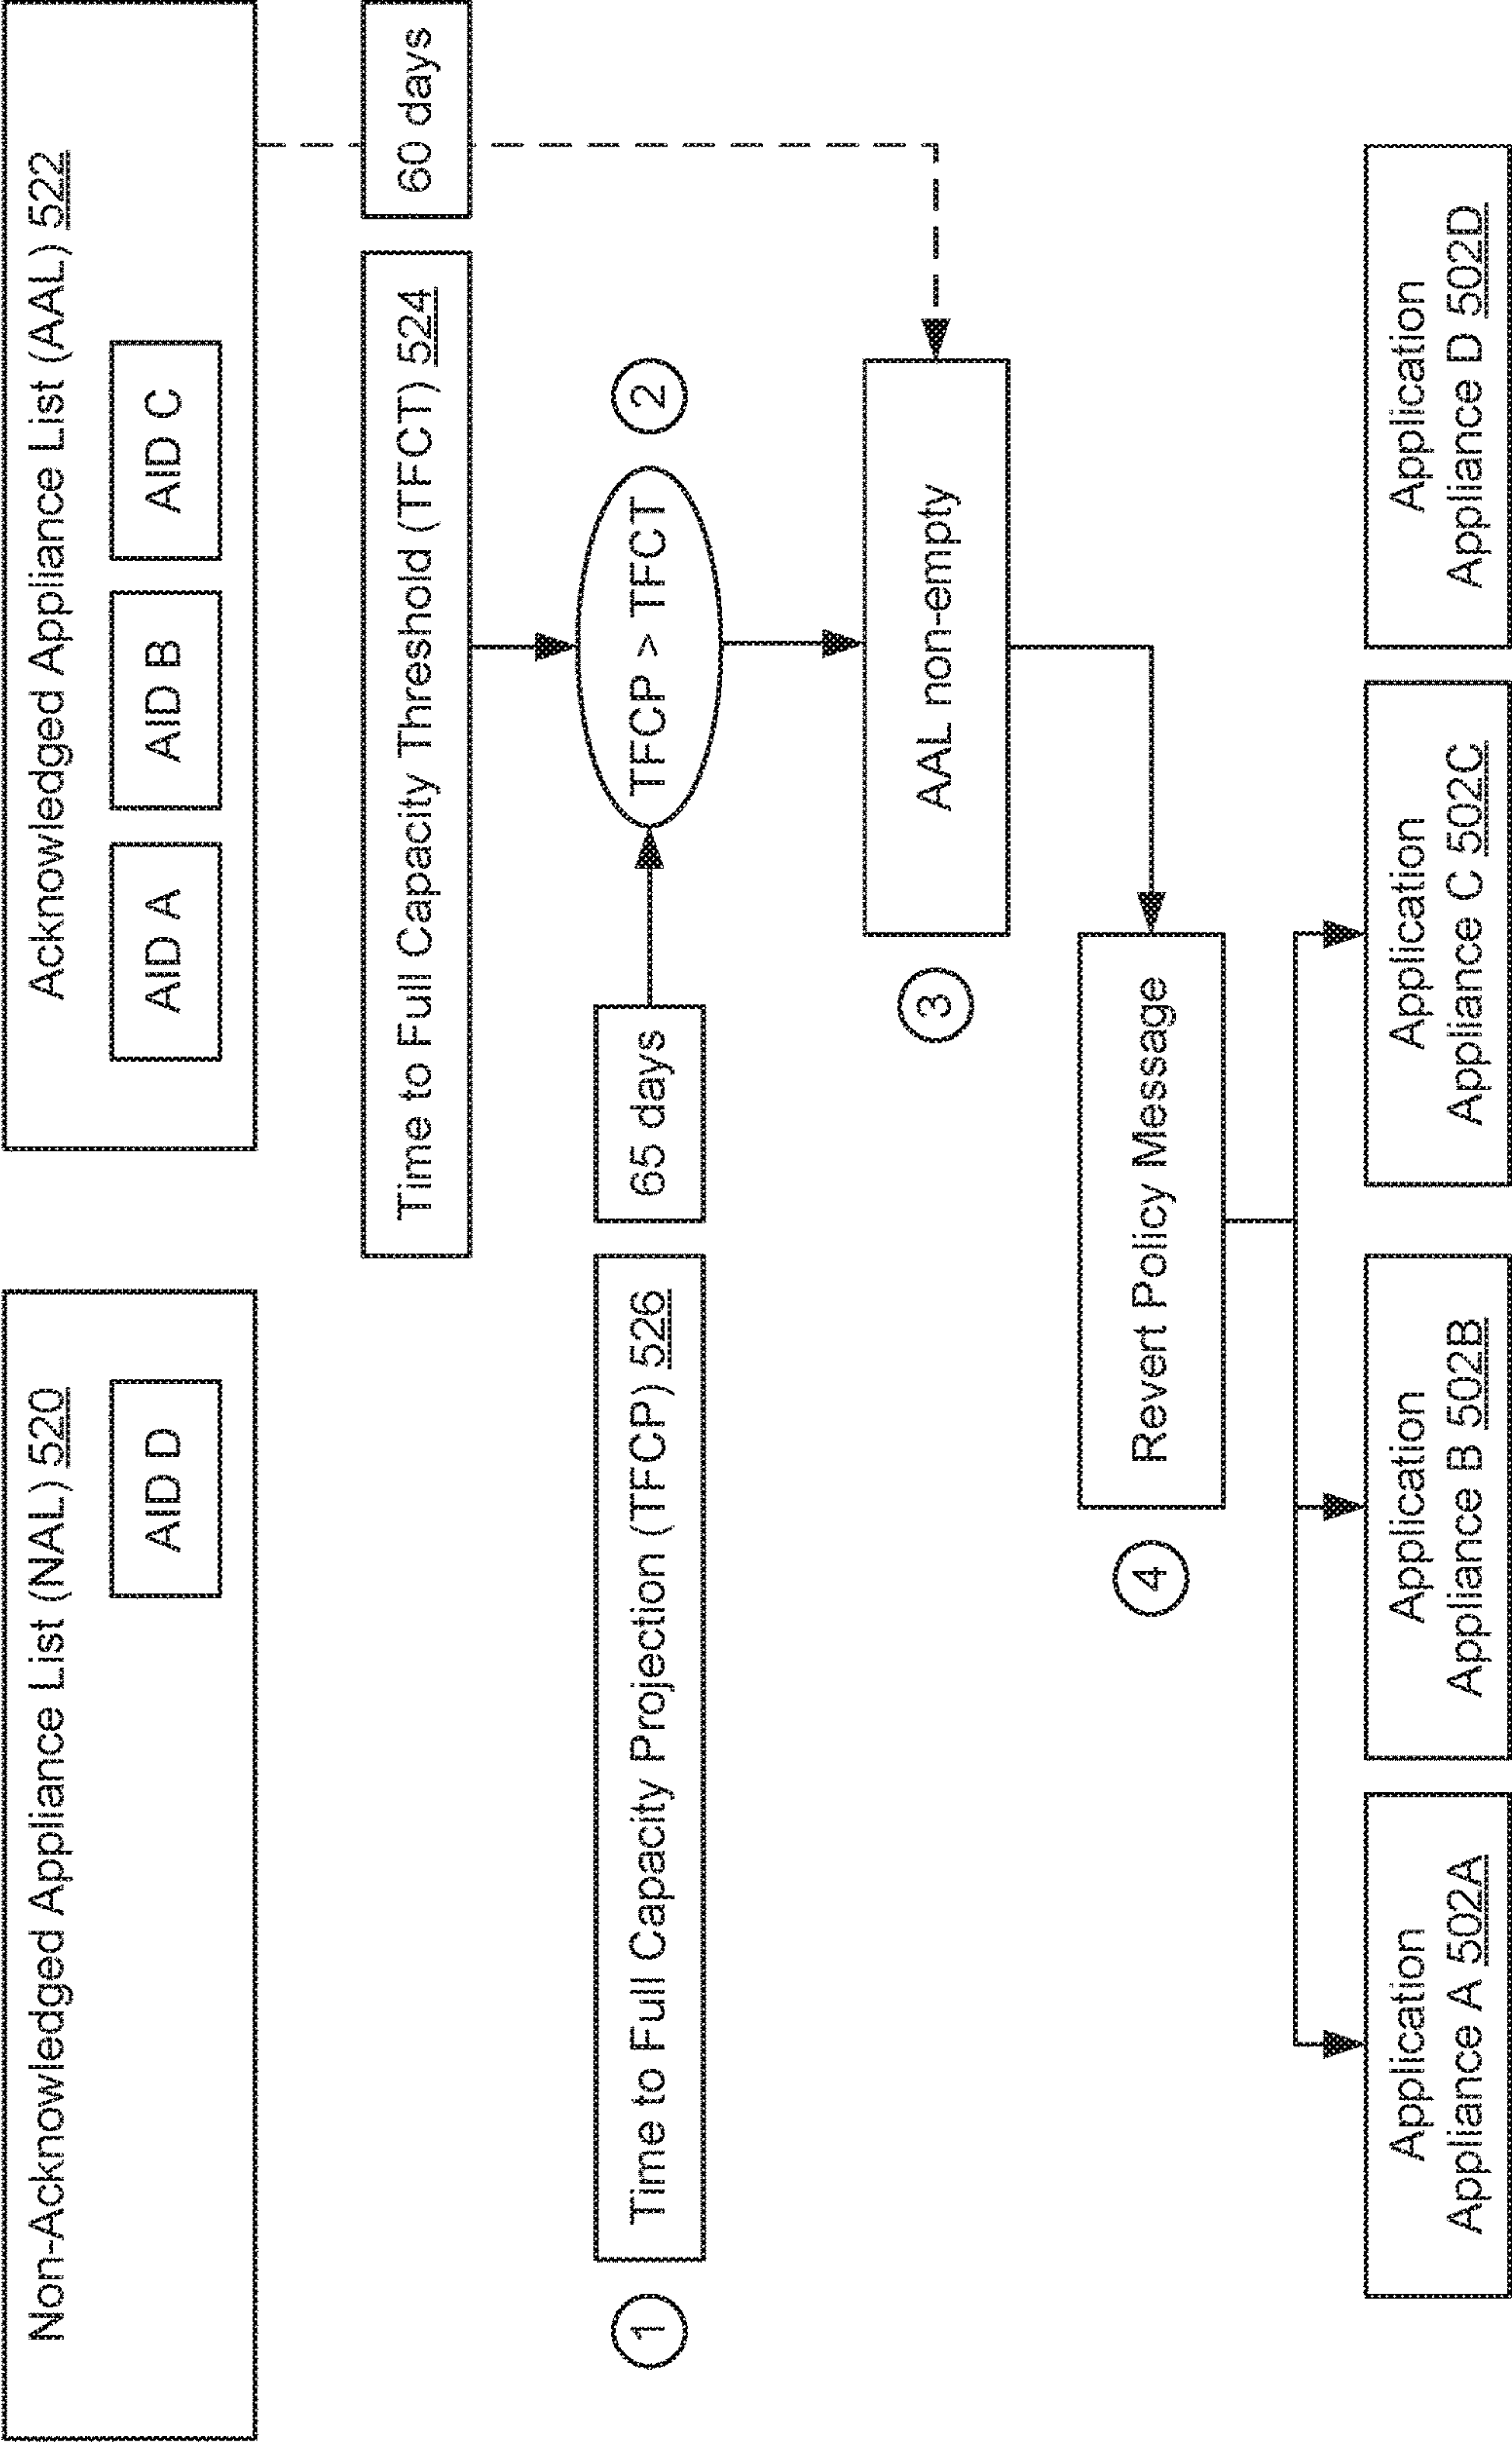 Non-Acknowledged Appliance List (NAL) 520
AID D
Acknowledged Appliance List (AAL) 522
AID A
AID B
AID C
Time to Full Capacity Threshold (TFCT) 524
60 days
1
Time to Full Capacity Projection (TFCP) 526
65 days
TFCP > TFCT
2
3
AAL non-empty
4
Revert Policy Message
Application
Appliance A 502A
Application
Appliance B 502B
Application
Appliance C 502C
Application
Appliance D 502D